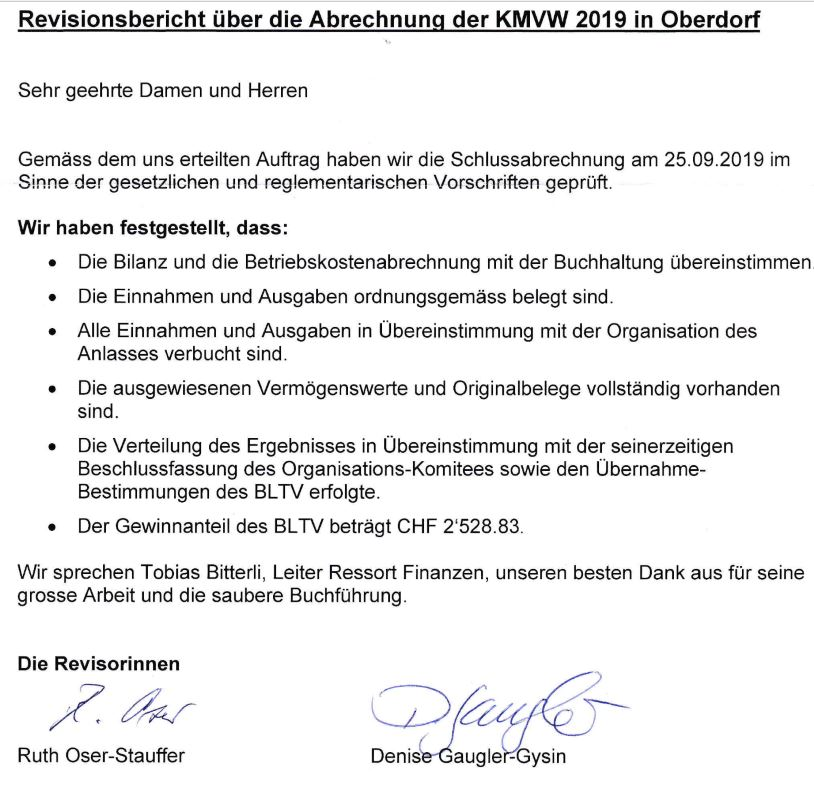 Revisionsbericht über die Abrechnung der KMVW 2019 in Oberdorf
Sehr geehrte Damen und Herren
Gemäss dem uns erteilten Auftrag haben wir die Schlussabrechnung am 25.09.2019 im
Sinne der gesetzlichen und reglementarischen Vorschriften geprüft.
Wir haben festgestellt, dass:
• Die Bilanz und die Betriebskostenabrechnung mit der Buchhaltung übereinstimmen.
• Die Einnahmen und Ausgaben ordnungsgemäss belegt sind.
• Alle Einnahmen und Ausgaben in Übereinstimmung mit der Organisation des
Anlasses verbucht sind.
• Die ausgewiesenen Vermögenswerte und Originalbelege vollständig vorhanden
sind.
• Die Verteilung des Ergebnisses in Übereinstimmung mit der seinerzeitigen
Beschlussfassung des Organisations-Komitees sowie den Übernahme-
Bestimmungen des BLTV erfolgte.
• Der Gewinnanteil des BLTV beträgt CHF 2‘528.83.
Wir sprechen Tobias Bitterli, Leiter Ressort Finanzen, unseren besten Dank aus für seine
grosse Arbeit und die saubere Buchführung.
Die Revisorinnen
R. Oser DGaugler
Ruth Oser-Stauffer Denise Gaugler-Gysin